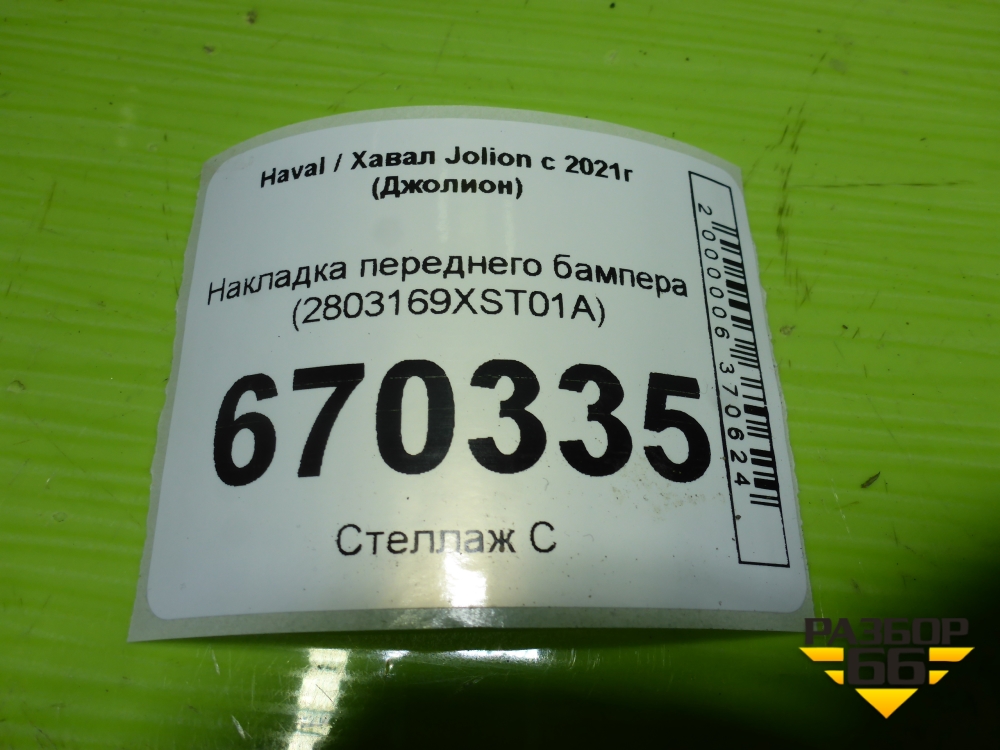 Haval / Хавал Jolion с 2021г
(Джолион)
Накладка переднего бампера
(2803169XST01A)
670335
Стеллаж С
2000006370624
РАЗБОР
66